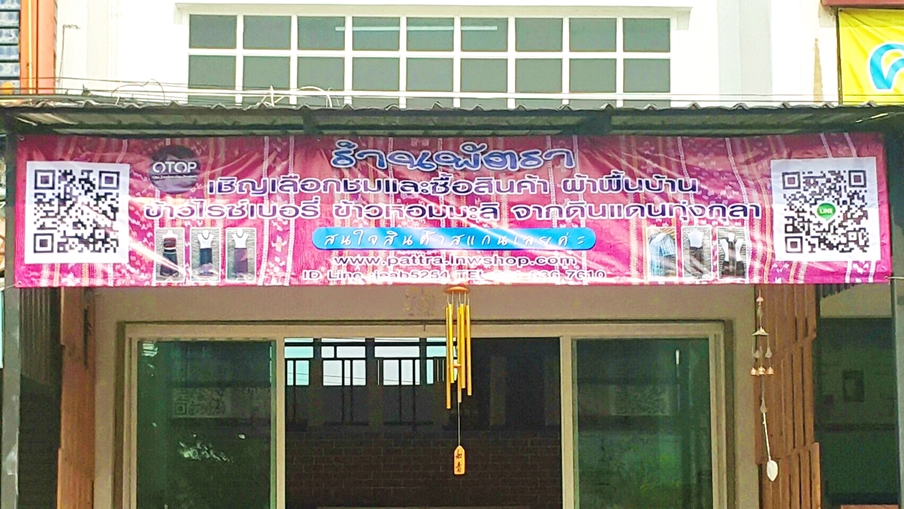 OTOP
ร้านพัตรา
เชิญเลือกชมและซื้อสินค้า ผ้าพื้นบ้าน
ข้าวไรซ์เบอรี่ ข้าวหอมมะลิ จากดินแดนทุ่งกุลา
สนใจสินค้าสแกนเลยค่ะ
www.pattra.lnwshop.com
ID Line
LINE